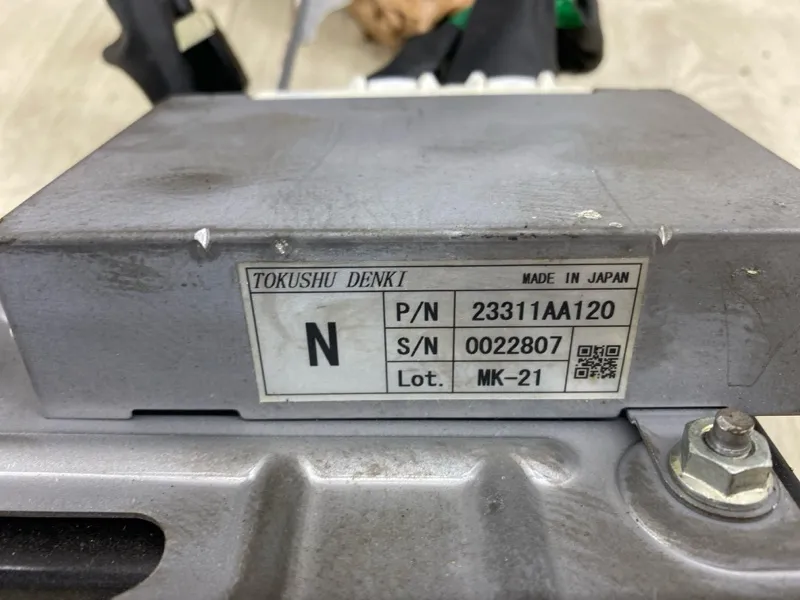 TOKUSHU DENKI MADE IN JAPAN
N
P/N 23311AA120
S/N 0022807
Lot. MK-21